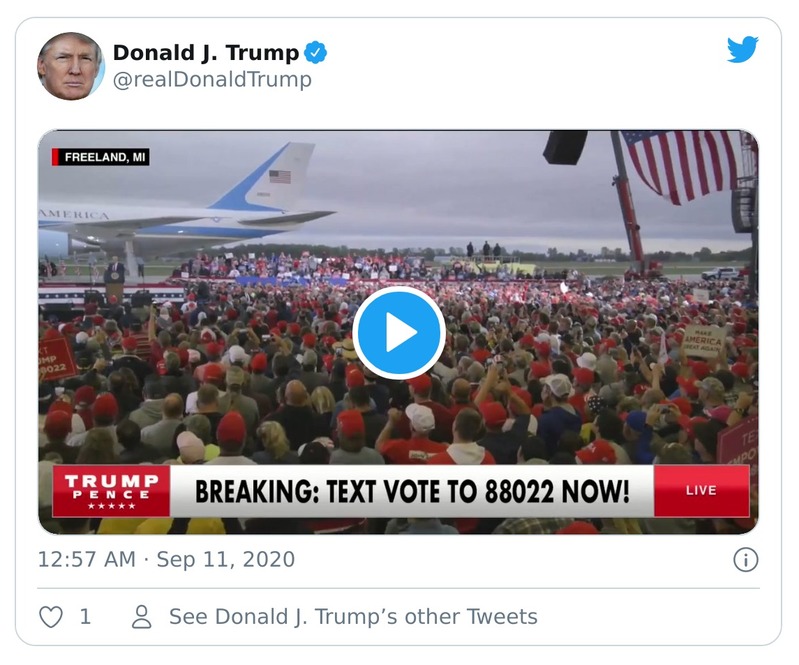 Donald J. Trump
@realDonaldTrump
FREELAND, MI
AMERICA
MAKE
AMERICA
GREAT AGAIN
88022
TRUMP
PENCE
BREAKING: TEXT VOTE TO 88022 NOW!
LIVE
12:57 AM · Sep 11, 2020
1
See Donald J. Trump’s other Tweets